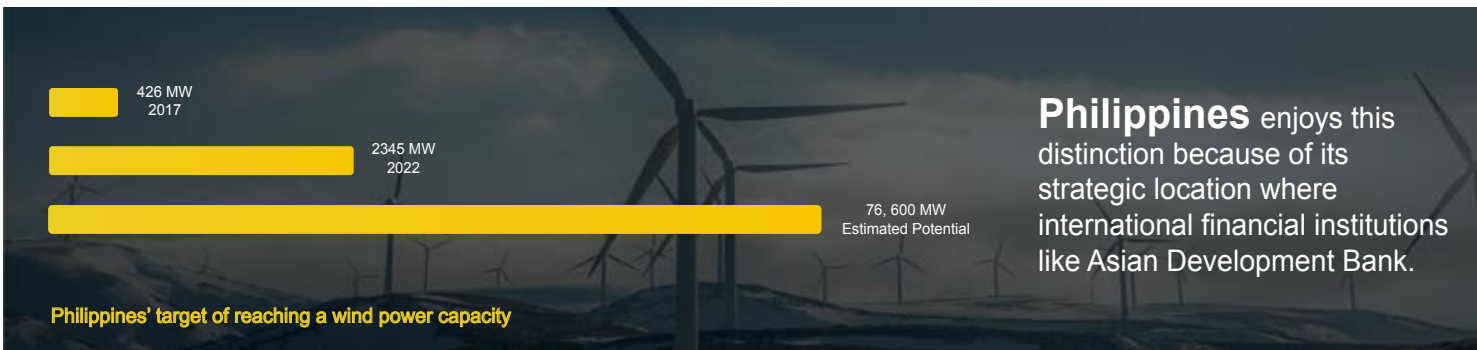 426 MW
2017
2345 MW
2022
76, 600 MW
Estimated Potential
Philippines' target of reaching a wind power capacity
Philippines enjoys this
distinction because of its
strategic location where
international financial institutions
like Asian Development Bank.